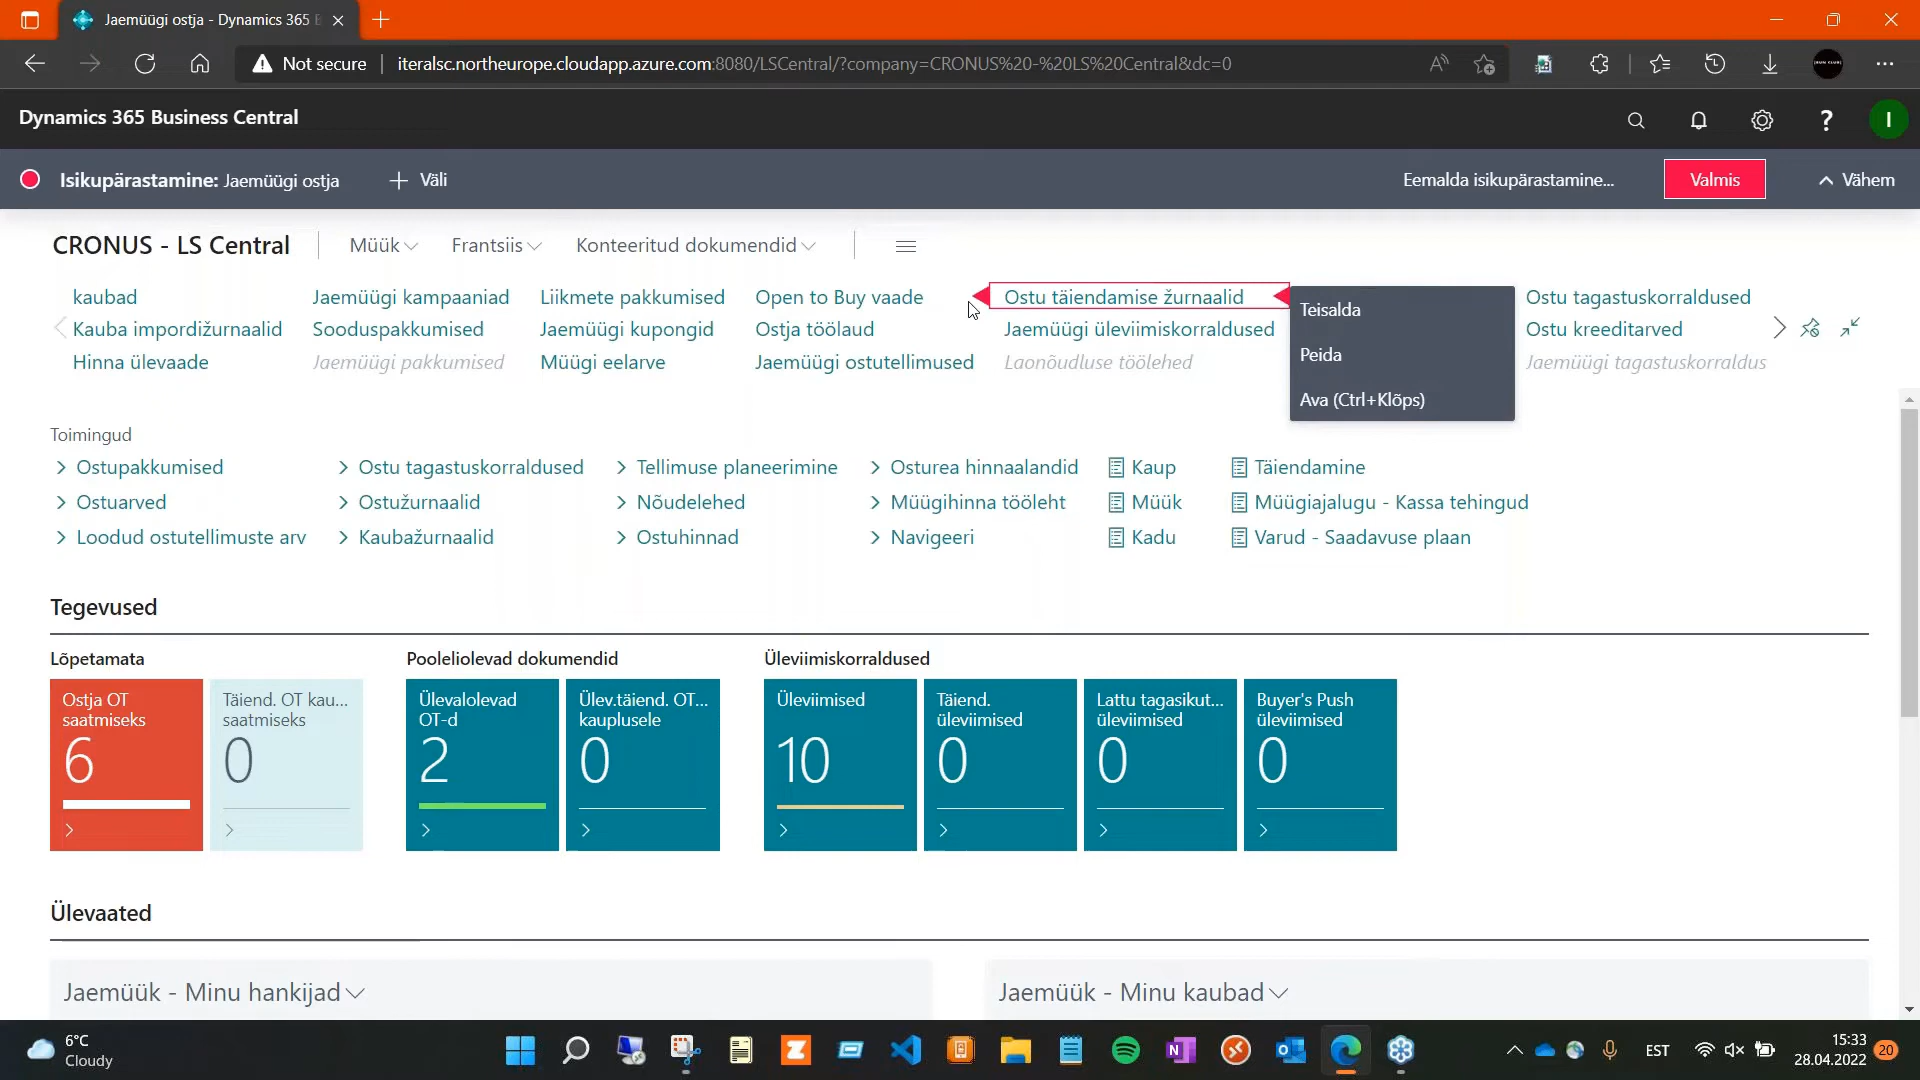 Jaemüügi ostja - Dynamics 365
Not secure
iteralsc.northeurope.cloudapp.azure.com:8080/LSCentral/?company=CRONUS%20-%20LS%20Central&dc=0
Dynamics 365 Business Central
?
I
Isikupärastamine: Jaemüügi ostja
Väli
Eemalda isikupärastamine...
Valmis
Vähem
CRONUS - LS Central
Müük
Frantsiis
Konteeritud dokumendid
kaubad
Jaemüügi kampaaniad
Liikmete pakkumised
Open to Buy vaade
Ostu täiendamise žurnaalid
Ostu tagastuskorraldused
Kauba impordižurnaalid
Sooduspakkumised
Jaemüügi kupongid
Ostja töölaud
Jaemüügi üleviimiskorraldused
Ostu kreeditarved
Hinna ülevaade
Jaemüügi pakkumised
Müügi eelarve
Jaemüügi ostutellimused
Laonõudluse töölehed
Jaemüügi tagastuskorraldus
Teisalda
Peida
Ava (Ctrl+Klõps)
Toimingud
Ostupakkumised
Ostu tagastuskorraldused
Tellimuse planeerimine
Osturea hinnaalandid
Kaup
Täiendamine
Ostuarved
Ostužurnaalid
Nõudelehed
Müügihinna tööleht
Müük
Müügiajalugu - Kassa tehingud
Loodud ostutellimuste arv
Kaubažurnaalid
Ostuhinnad
Navigeeri
Kadu
Varud - Saadavuse plaan
Tegevused
Lõpetamata
Pooleliolevad dokumendid
Üleviimiskorraldused
Ostja OT
saatmiseks
6
Täiend. OT kau...
saatmiseks
0
Ülevalolevad
OT-d
2
Ülev.täiend. OT...
kauplusele
0
Üleviimised
10
Täiend.
üleviimised
0
Lattu tagasikut...
üleviimised
0
Buyer's Push
üleviimised
0
Ülevaated
Jaemüük - Minu hankijad
Jaemüük - Minu kaubad
6°C
Cloudy
EST
15:33
28.04.2022
20